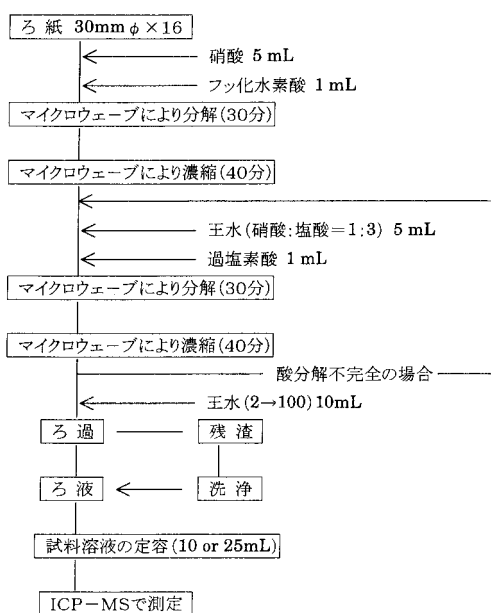 ろ紙 30mmφ×16
硝酸 5 mL
フッ化水素酸 1 mL
マイクロウェーブにより分解(30分)
マイクロウェーブにより濃縮(40分)
王水(硝酸:塩酸=1:3) 5 mL
過塩素酸 1 mL
マイクロウェーブにより分解(30分)
マイクロウェーブにより濃縮(40分)
酸分解不完全の場合
王水(2→100)10mL
ろ過 残渣
ろ液 洗浄
試料溶液の定容(10 or 25mL)
ICP-MSで測定